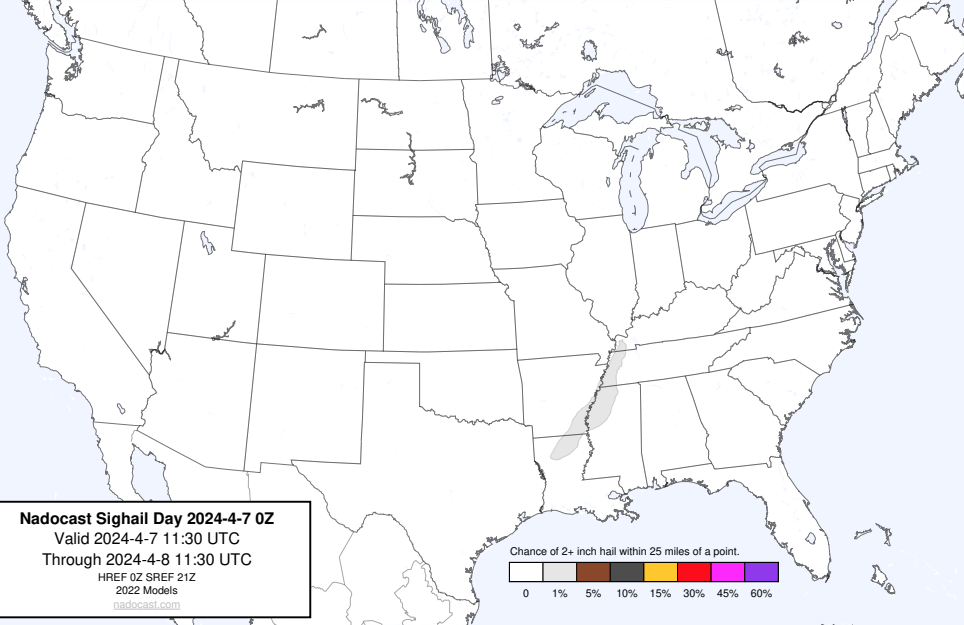 Nadocast Sighail Day 2024-4-7 0Z
Valid 2024-4-7 11:30 UTC
Through 2024-4-8 11:30 UTC
HREF 0Z SREF 21Z
2022 Models
nadocast.com
Chance of 2+ inch hail within 25 miles of a point.
0 1% 5% 10% 15% 30% 45% 60%